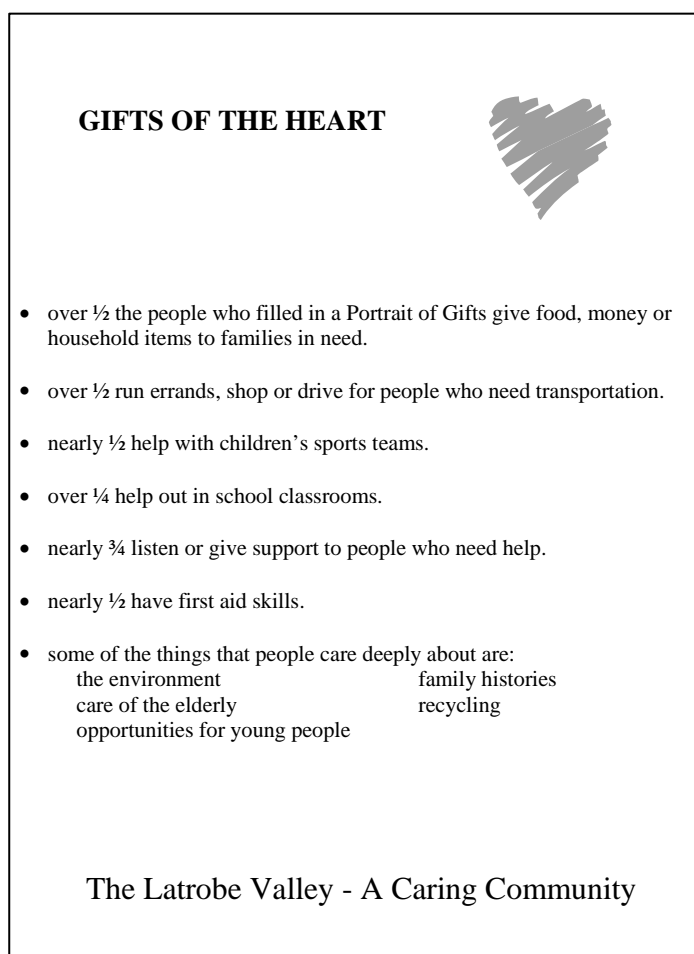 GIFTS OF THE HEART
• over ½ the people who filled in a Portrait of Gifts give food, money or
household items to families in need.
• over ½ run errands, shop or drive for people who need transportation.
• nearly ½ help with children’s sports teams.
• over ¼ help out in school classrooms.
• nearly ¾ listen or give support to people who need help.
• nearly ½ have first aid skills.
• some of the things that people care deeply about are:
the environment family histories
care of the elderly recycling
opportunities for young people
The Latrobe Valley - A Caring Community